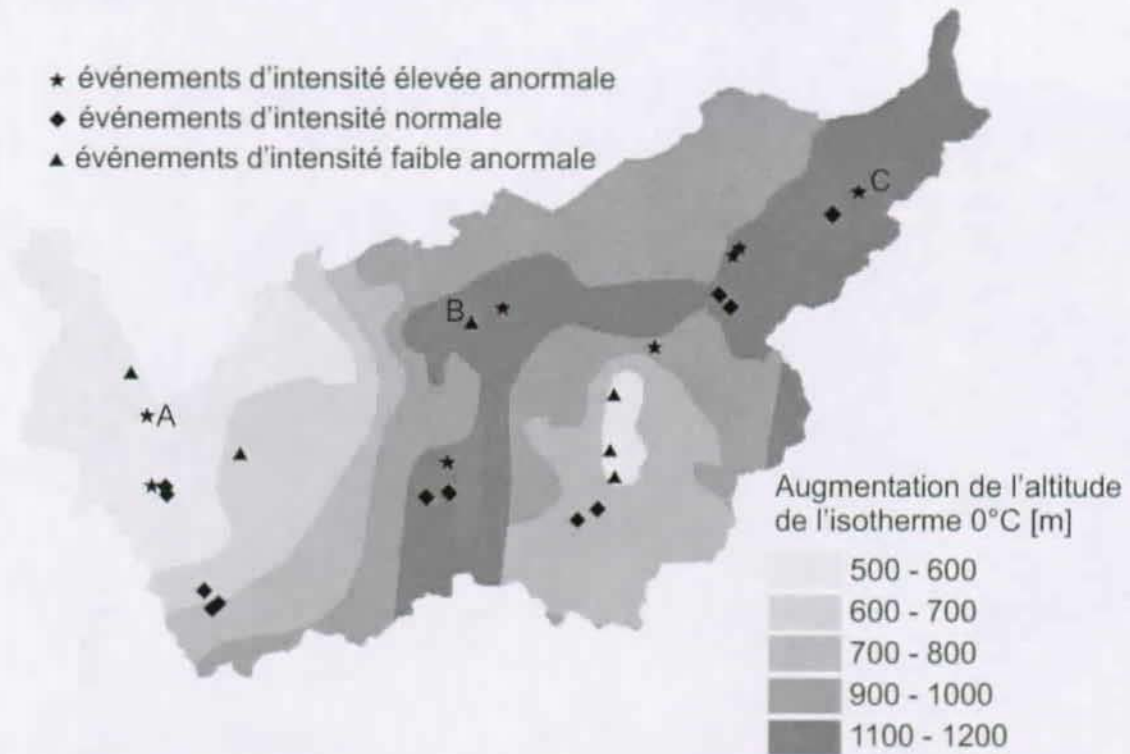 ★ événements d'intensité élevée anormale
◆ événements d'intensité normale
▲ événements d'intensité faible anormale
C
B
A
Augmentation de l'altitude
de l'isotherme 0°C [m]
500 - 600
600 - 700
700 - 800
900 - 1000
1100 - 1200